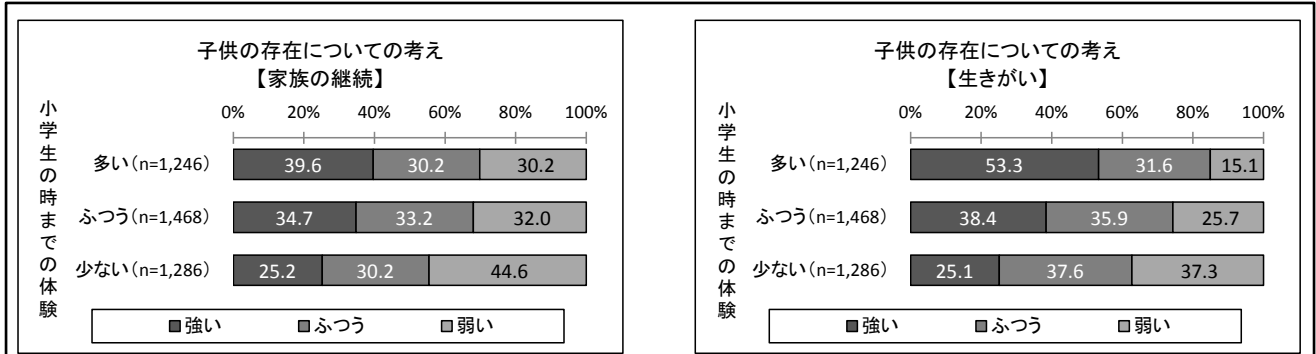 子供の存在についての考え
【家族の継続】
小学生の時までの体験
0% 20% 40% 60% 80% 100%
多い(n=1,246) 39.6 30.2 30.2
ふつう(n=1,468) 34.7 33.2 32.0
少ない(n=1,286) 25.2 30.2 44.6
■強い ■ふつう ■弱い
子供の存在についての考え
【生きがい】
小学生の時までの体験
0% 20% 40% 60% 80% 100%
多い(n=1,246) 53.3 31.6 15.1
ふつう(n=1,468) 38.4 35.9 25.7
少ない(n=1,286) 25.1 37.6 37.3
■強い ■ふつう ■弱い